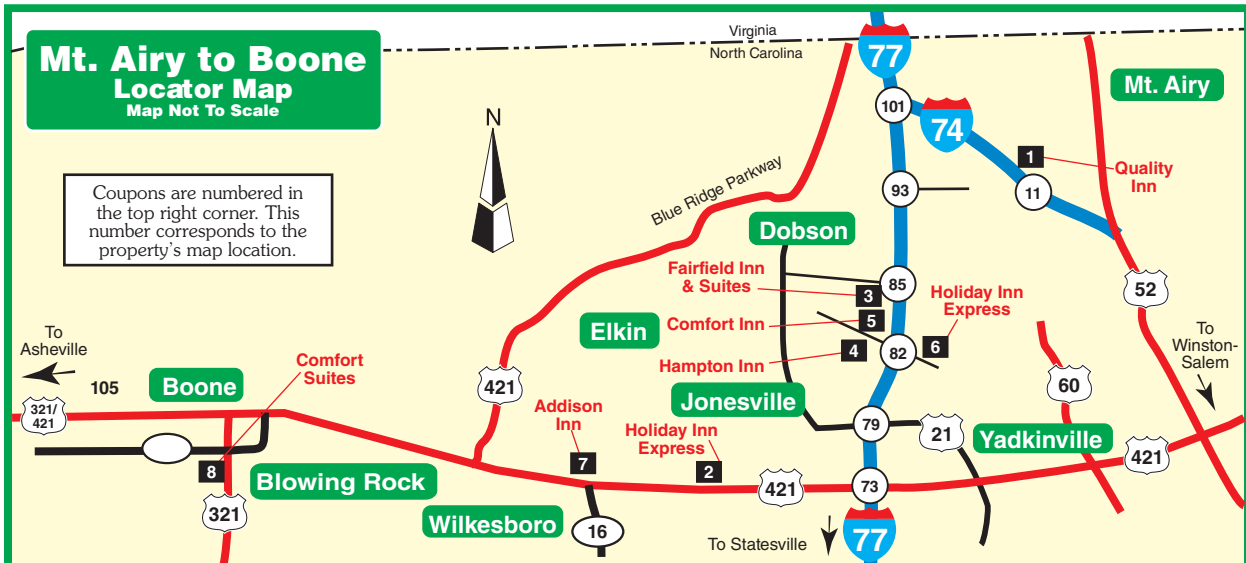 Virginia
North Carolina
Mt. Airy to Boone
Locator Map
Map Not To Scale
77
Mt. Airy
101
74
N
1
Quality
Inn
Coupons are numbered in
the top right corner. This
number corresponds to the
property's map location.
Blue Ridge Parkway
93
11
Dobson
Fairfield Inn
& Suites
3
85
Holiday Inn
Express
52
Elkin
Comfort Inn
5
To
Asheville
Hampton Inn
4
82
6
To
Winston-
Salem
105
Boone
Comfort
Suites
421
60
321/
421
Addison
Inn
Jonesville
79
21
Yadkinville
Holiday Inn
Express
8
Blowing Rock
7
2
421
73
421
321
Wilkesboro
16
To Statesville
77